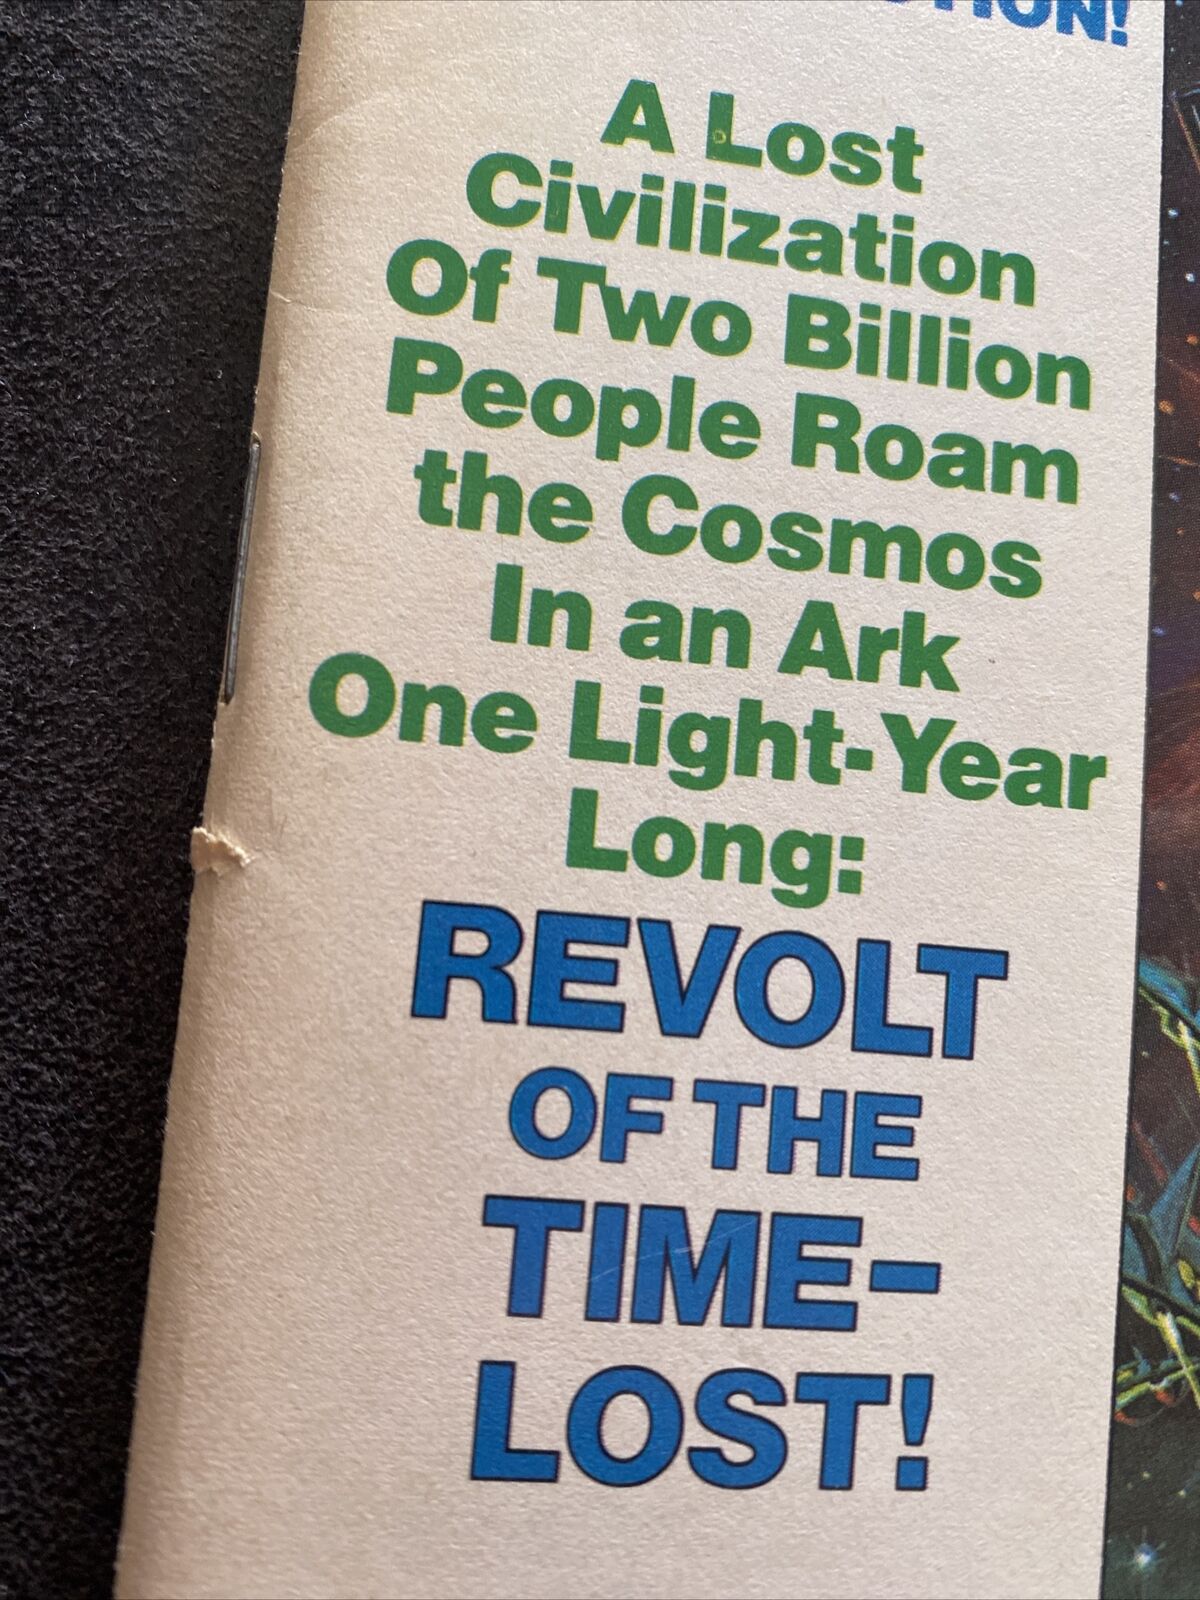 A Lost
Civilization
Of Two Billion
People Roam
the Cosmos
In an Ark
One Light-Year
Long:
REVOLT
OF THE
TIME-
LOST!